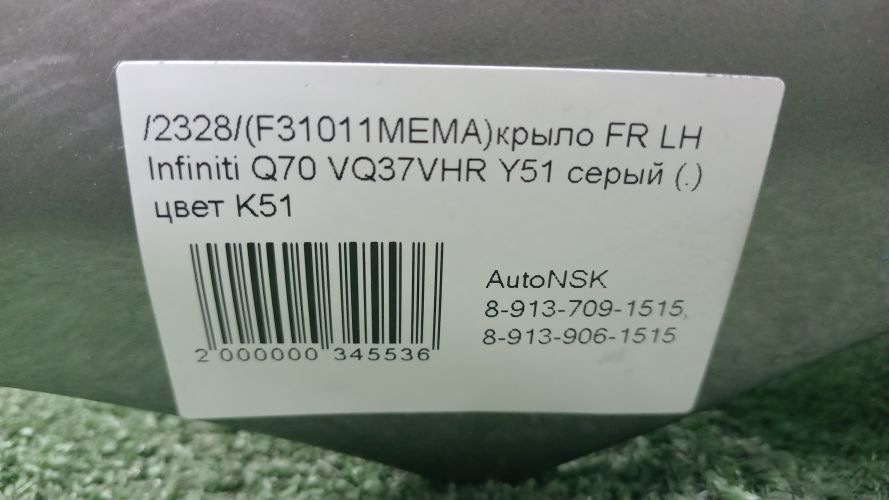 /2328/(F31011MEMA)крыло FR LH
Infiniti Q70 VQ37VHR Y51 серый (.)
цвет K51
AutoNSK
8-913-709-1515,
8-913-906-1515
2 000000 345536